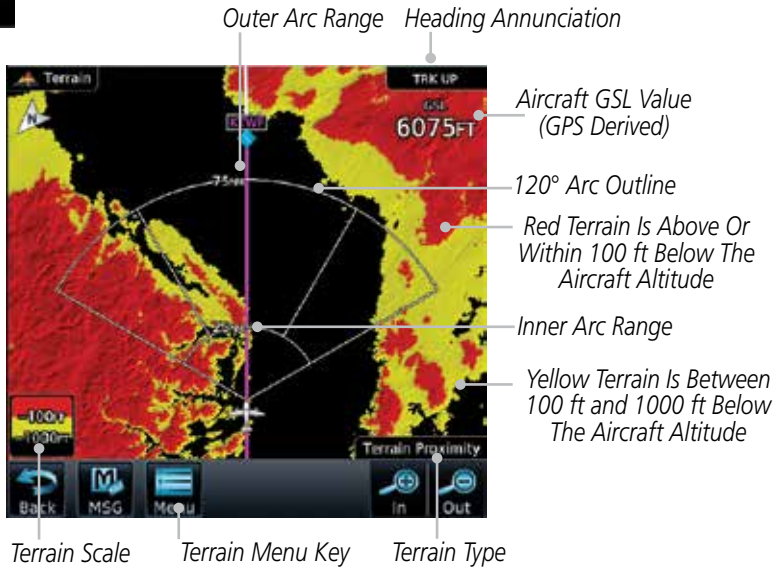 Outer Arc Range
Heading Annunciation
Terrain
TRK UP
GSL
6075FT
N
Aircraft GSL Value
(GPS Derived)
120° Arc Outline
Red Terrain Is Above Or
Within 100 ft Below The
Aircraft Altitude
Inner Arc Range
Yellow Terrain Is Between
100 ft and 1000 ft Below
The Aircraft Altitude
-100FT
-1000FT
Terrain Proximity
Back
MSG
Menu
In
Out
Terrain Scale
Terrain Menu Key
Terrain Type